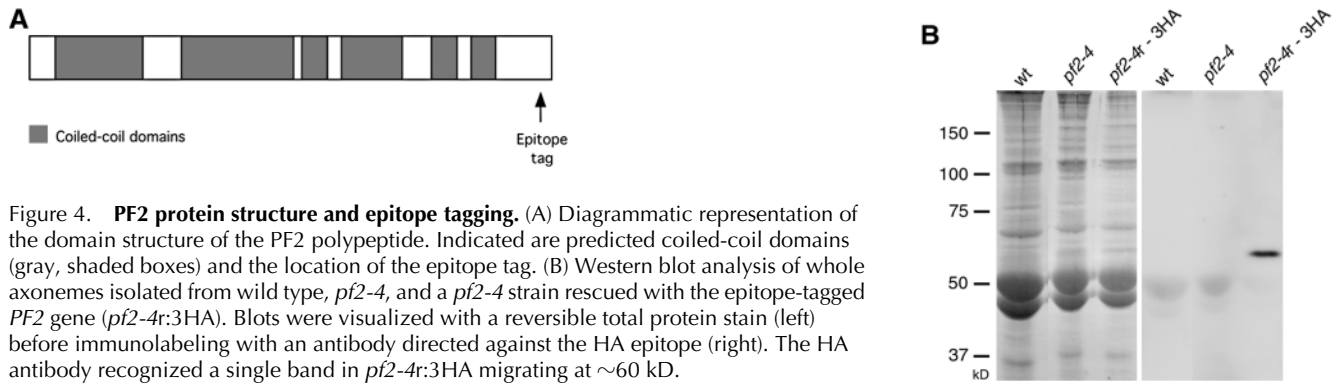 A
Coiled-coil domains
Epitope
tag
Figure 4. PF2 protein structure and epitope tagging. (A) Diagrammatic representation of
the domain structure of the PF2 polypeptide. Indicated are predicted coiled-coil domains
(gray, shaded boxes) and the location of the epitope tag. (B) Western blot analysis of whole
axonemes isolated from wild type, pf2-4, and a pf2-4 strain rescued with the epitope-tagged
PF2 gene (pf2-4r:3HA). Blots were visualized with a reversible total protein stain (left)
before immunolabeling with an antibody directed against the HA epitope (right). The HA
antibody recognized a single band in pf2-4r:3HA migrating at ~60 kD.
B
wt
pf2-4
pf2-4r - 3HA
wt
pf2-4
pf2-4r - 3HA
150
100
75
50
37
kD